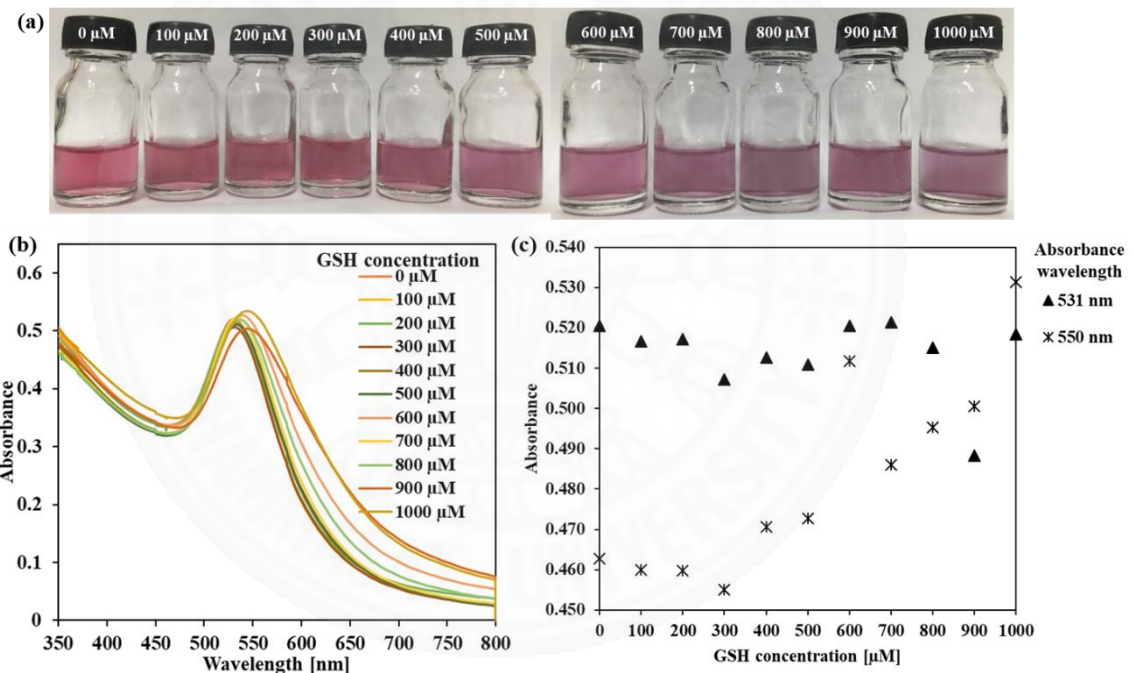 (a)
0 µM 100 µM 200 µM 300 µM 400 µM 500 µM 600 µM 700 µM 800 µM 900 µM 1000 µM
(b)
GSH concentration
0 µM
100 µM
200 µM
300 µM
400 µM
500 µM
600 µM
700 µM
800 µM
900 µM
1000 µM
0.6
0.5
0.4
0.3
0.2
0.1
0
Absorbance
350 400 450 500 550 600 650 700 750 800
Wavelength [nm]
(c)
0.540
0.530
0.520
0.510
0.500
0.490
0.480
0.470
0.460
0.450
Absorbance
0 100 200 300 400 500 600 700 800 900 1000
GSH concentration [µM]
Absorbance
wavelength
531 nm
550 nm